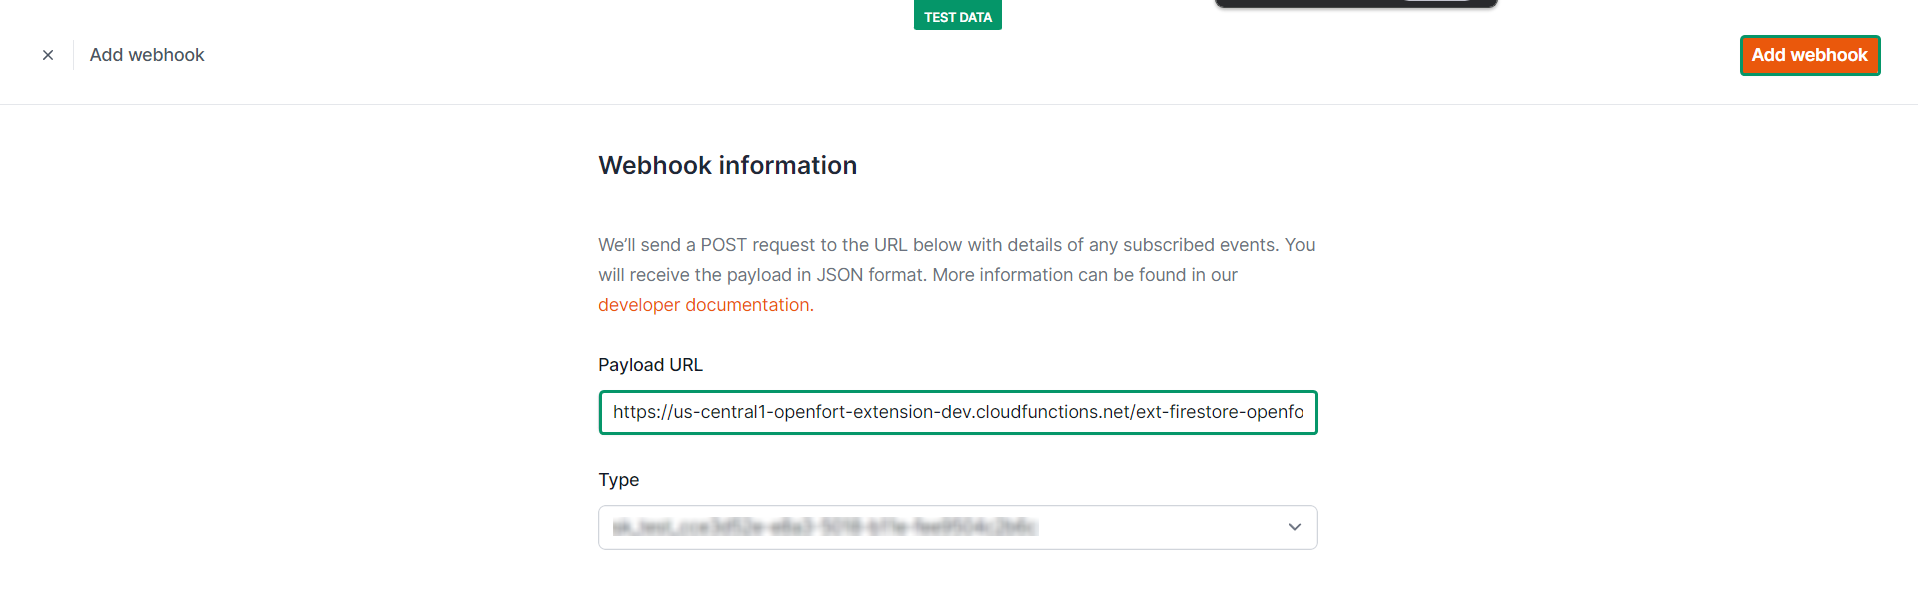 TEST DATA
Add webhook
Add webhook
Webhook information
We'll send a POST request to the URL below with details of any subscribed events. You
will receive the payload in JSON format. More information can be found in our
developer documentation.
Payload URL
https://us-central1-openfort-extension-dev.cloudfunctions.net/ext-firestore-openfo
Type